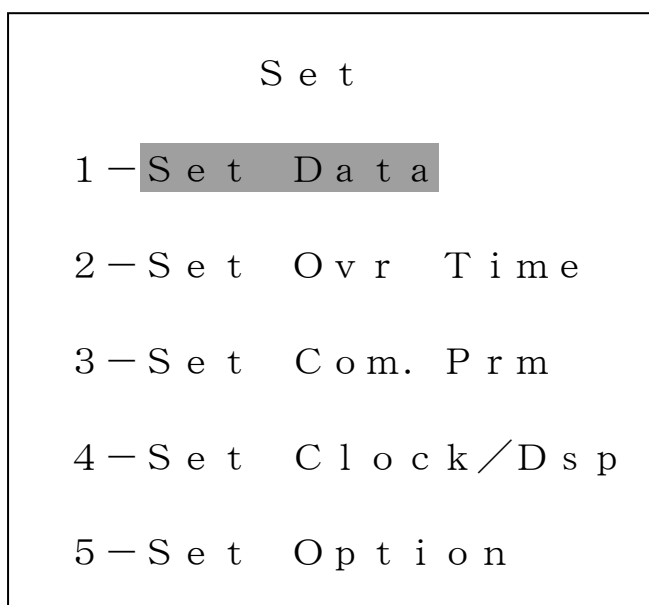 Set
1-Set Data
2-Set Ovr Time
3-Set Com. Prm
4-Set Clock/Dsp
5-Set Option